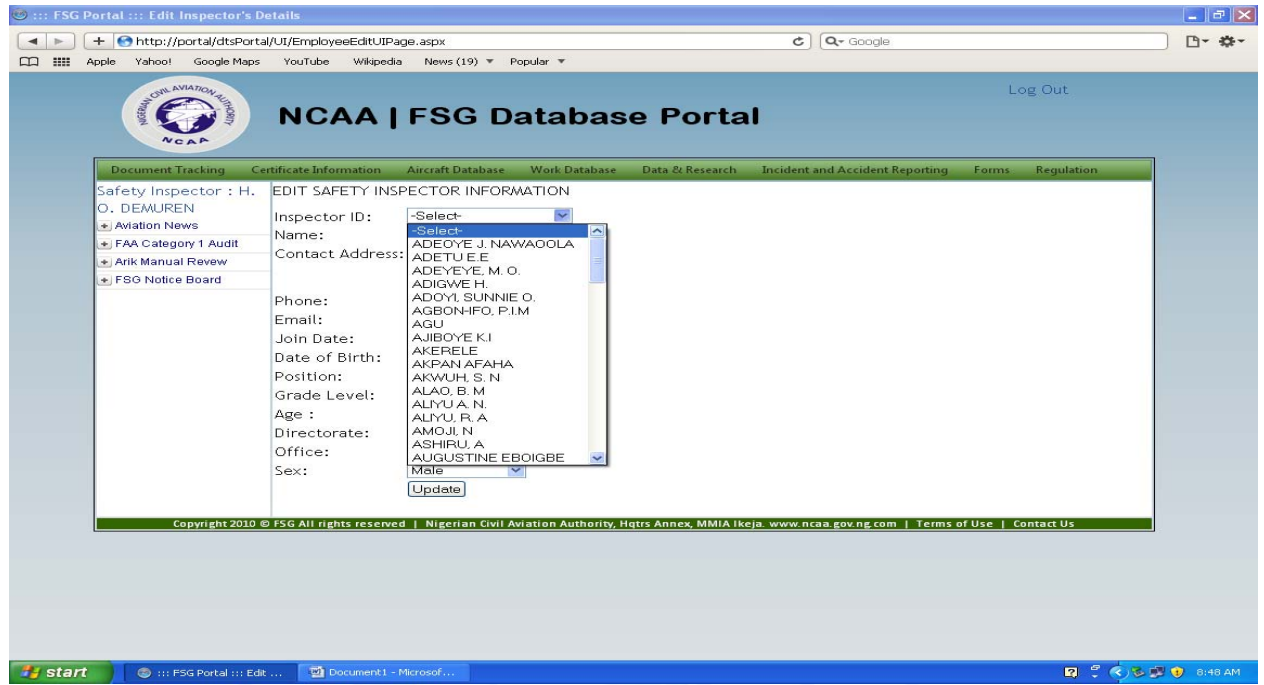 ::: FSG Portal ::: Edit Inspector's Details
http://portal/dtsPortal/UI/EmployeeEditUIPage.aspx
Q- Google
Apple Yahoo! Google Maps YouTube Wikipedia News (19) Popular
Log Out
NIGERIAN CIVIL AVIATION AUTHORITY
NCAA
NCAA | FSG Database Portal
Document Tracking Certificate Information Aircraft Database Work Database Data & Research Incident and Accident Reporting Forms Regulation
Safety Inspector : H.
O. DEMUREN
Aviation News
FAA Category 1 Audit
Arik Manual Revew
FSG Notice Board
EDIT SAFETY INSPECTOR INFORMATION
Inspector ID: -Select-
Name:
Contact Address:
Phone:
Email:
Join Date:
Date of Birth:
Position:
Grade Level:
Age :
Directorate:
Office:
Sex: Male
-Select-
ADEOYE J. NAWAOOLA
ADETU E.E
ADEYEYE, M. O.
ADIGWE H.
ADOYI, SUNNIE O.
AGBON-IFO, P.I.M
AGU
AJIBOYE K.I
AKERELE
AKPAN AFAHA
AKWUH, S. N
ALAO, B. M
ALIYU A. N.
ALIYU, R. A
AMOJI, N
ASHIRU, A
AUGUSTINE EBOIGBE
Update
Copyright 2010 © FSG All rights reserved | Nigerian Civil Aviation Authority, Hqtrs Annex, MMIA Ikeja. www.ncaa.gov.ng.com | Terms of Use | Contact Us
start
::: FSG Portal ::: Edit ...
Document1 - Microsof...
8:48 AM